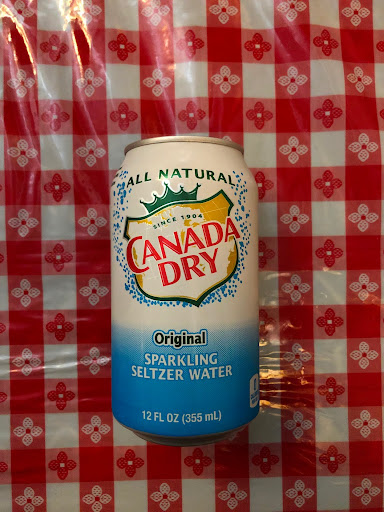 ALL NATURAL
SINCE 1904
CANADA
DRY
Original
SPARKLING
SELTZER WATER
12 FL OZ (355 mL)